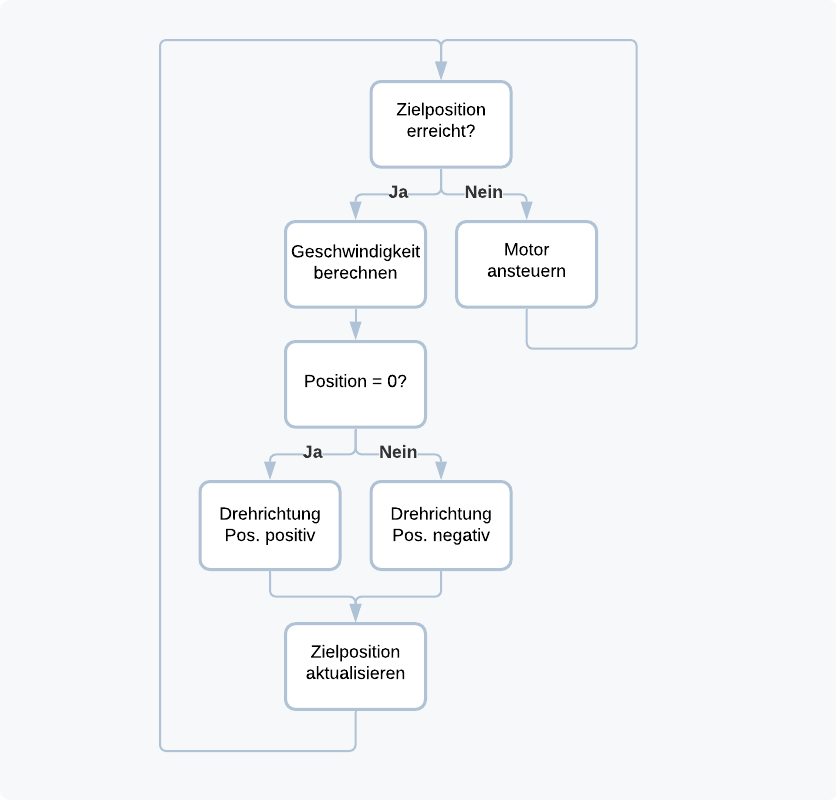 Zielposition
erreicht?
Ja
Nein
Geschwindigkeit
berechnen
Motor
ansteuern
Position = 0?
Ja
Nein
Drehrichtung
Pos. positiv
Drehrichtung
Pos. negativ
Zielposition
aktualisieren